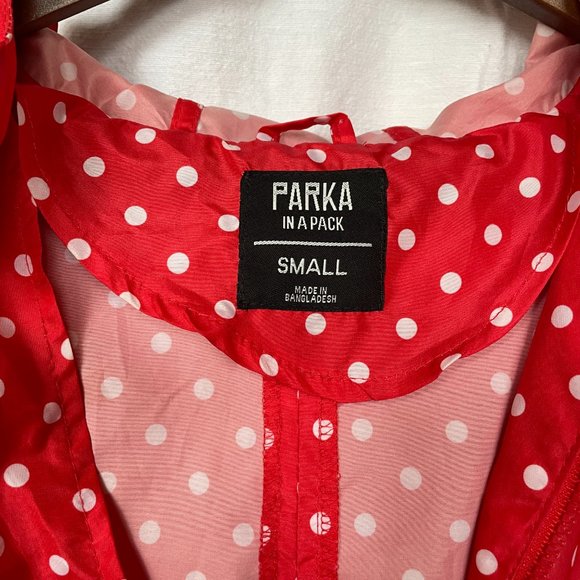 PARKA
IN A PACK
SMALL
MADE IN
BANGLADESH